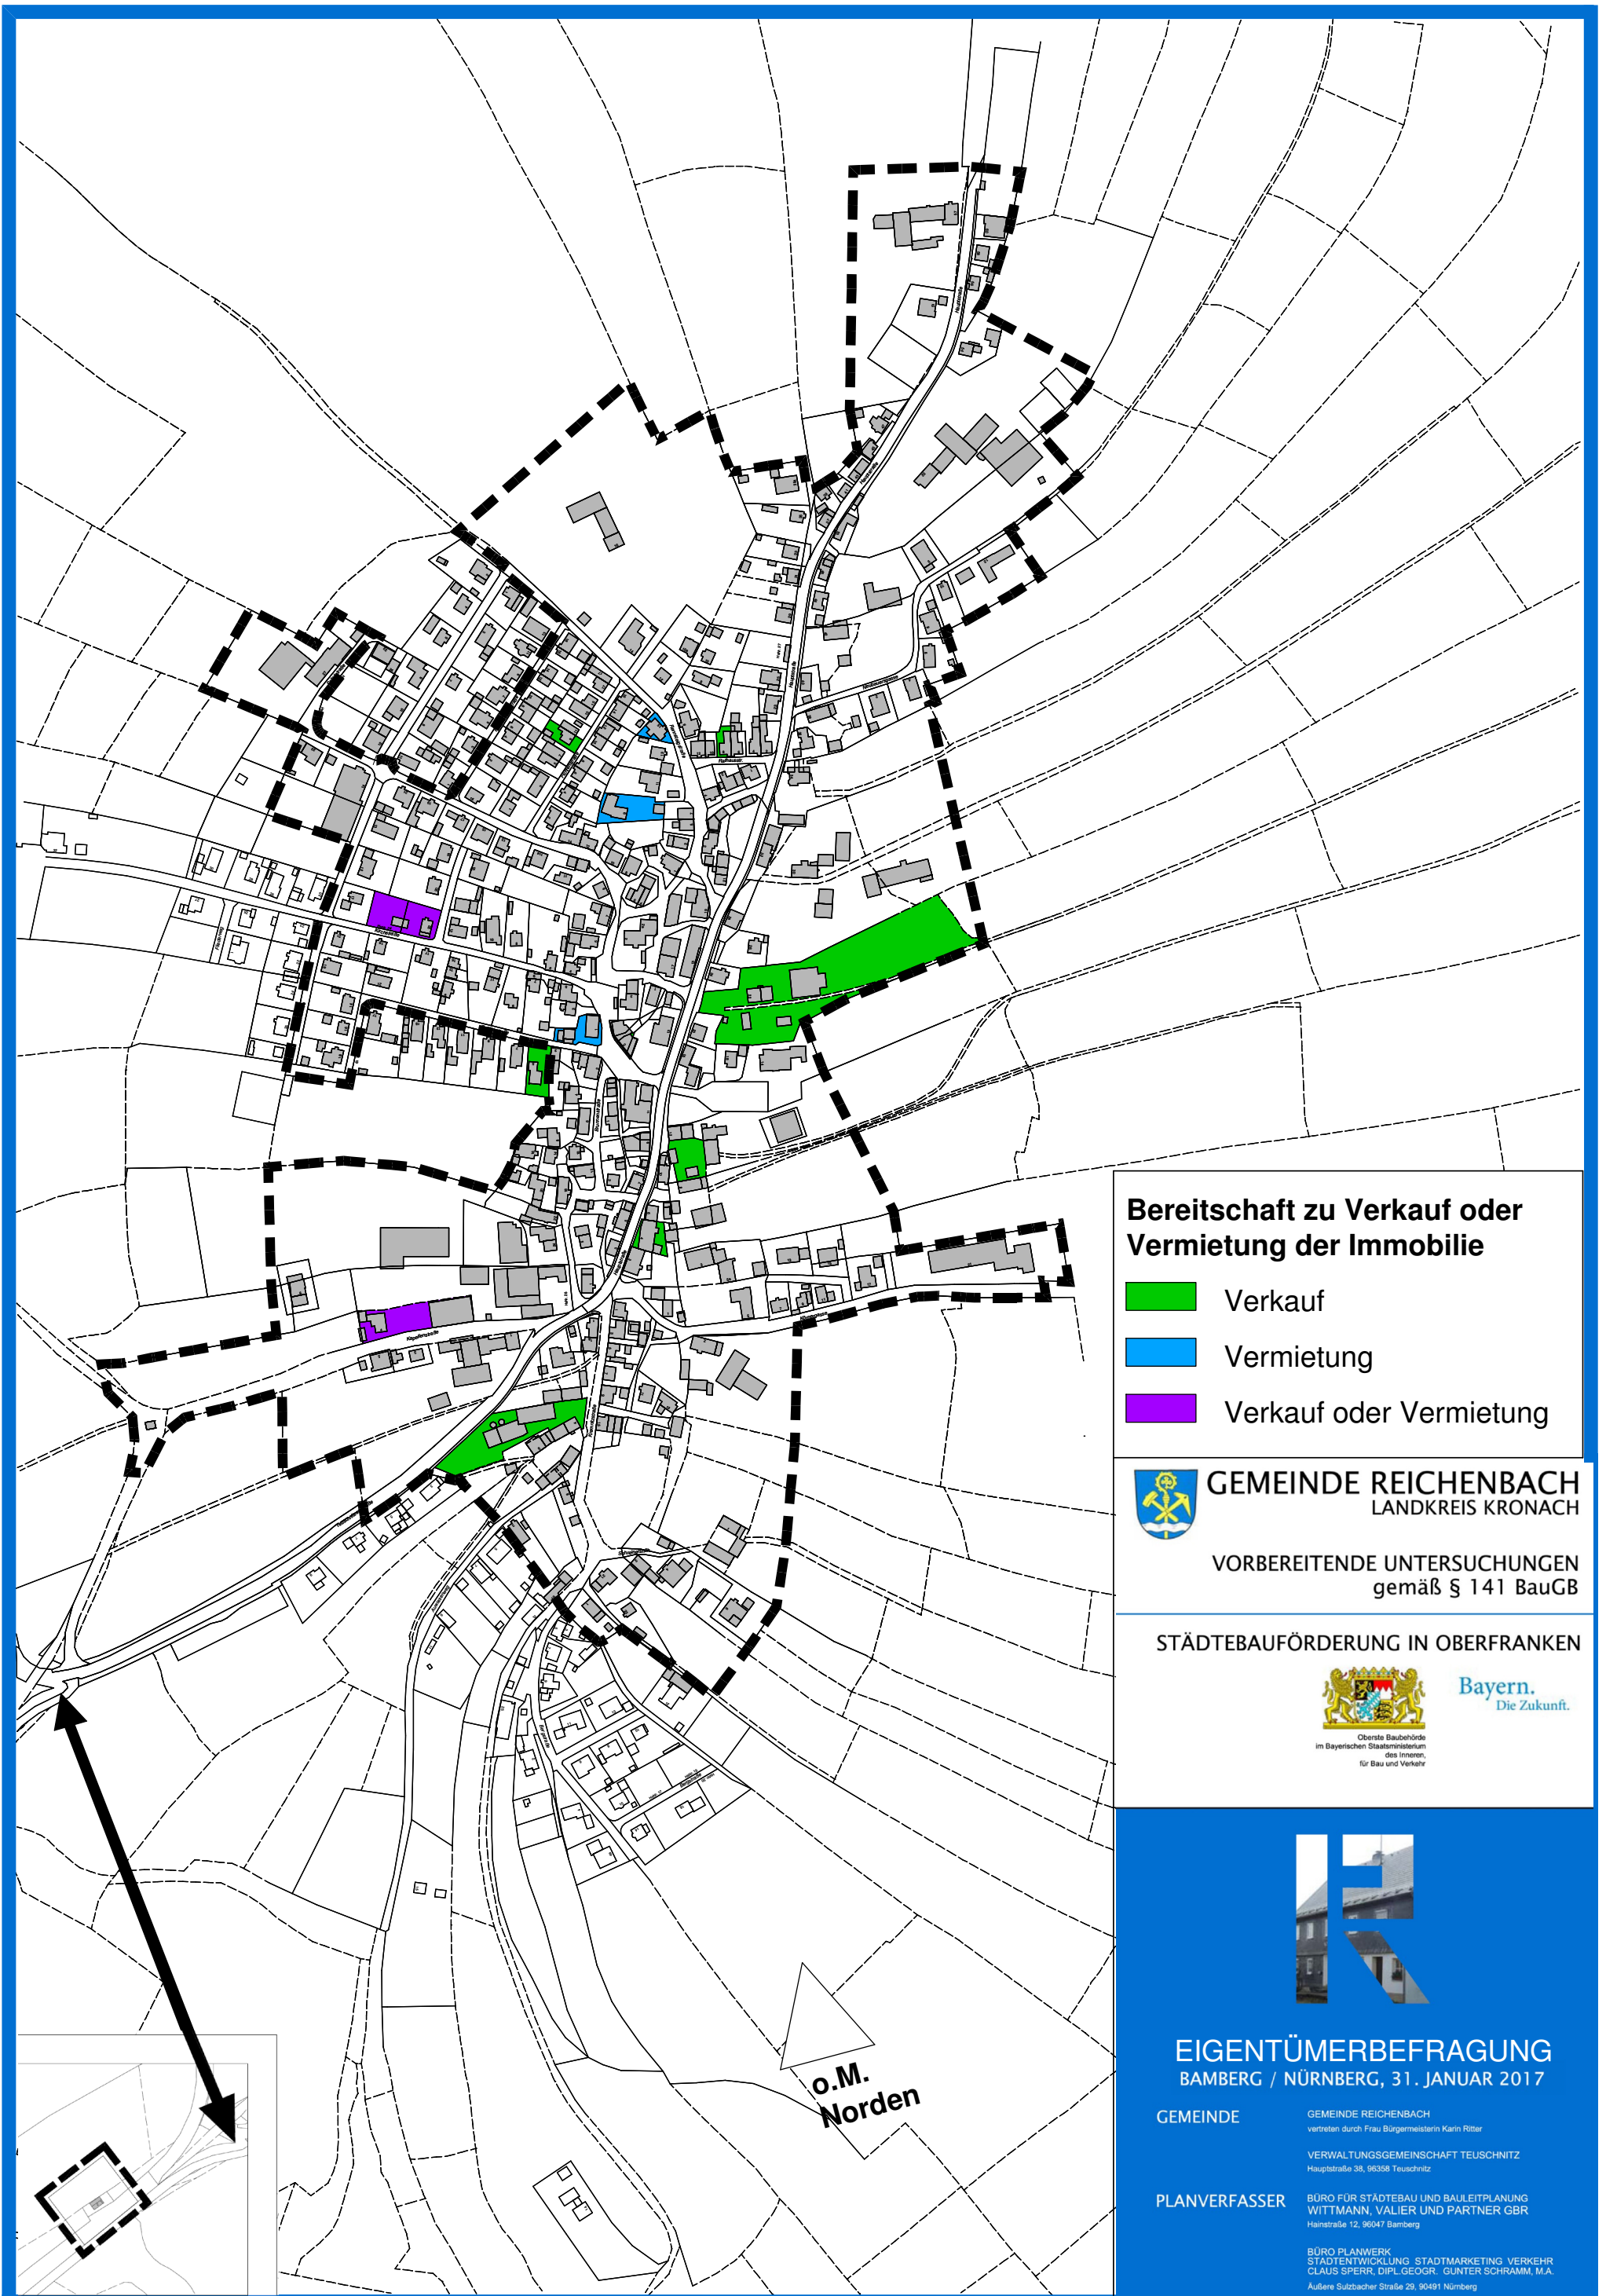 Bereitschaft zu Verkauf oder
Vermietung der Immobilie
Verkauf
Vermietung
Verkauf oder Vermietung
GEMEINDE REICHENBACH
LANDKREIS KRONACH
VORBEREITENDE UNTERSUCHUNGEN
gemäß § 141 BauGB
STÄDTEBAUFÖRDERUNG IN OBERFRANKEN
Bayern.
Die Zukunft.
Oberste Baubehörde
im Bayerischen Staatsministerium
des Inneren,
für Bau und Verkehr
o.M.
Norden
EIGENTÜMERBEFRAGUNG
BAMBERG / NÜRNBERG, 31. JANUAR 2017
GEMEINDE
GEMEINDE REICHENBACH
vertreten durch Frau Bürgermeisterin Karin Ritter
VERWALTUNGSGEMEINSCHAFT TEUSCHNITZ
Hauptstraße 38, 96358 Teuschnitz
PLANVERFASSER
BÜRO FÜR STÄDTEBAU UND BAULEITPLANUNG
WITTMANN, VALIER UND PARTNER GBR
Hainstraße 12, 96047 Bamberg
BÜRO PLANWERK
STADTENTWICKLUNG STADTMARKETING VERKEHR
CLAUS SPERR, DIPL.GEOGR. GUNTER SCHRAMM, M.A.
Äußere Sulzbacher Straße 29, 90491 Nürnberg